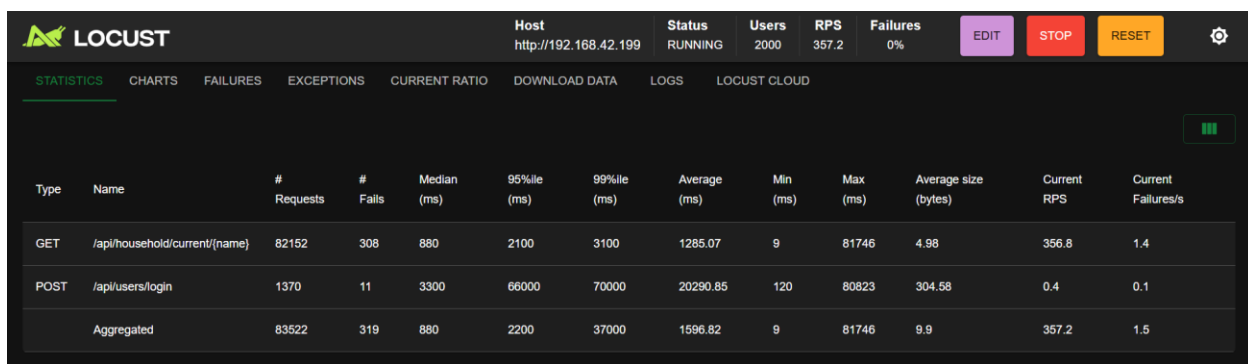 LOCUST
Host Status Users RPS Failures
http://192.168.42.199 RUNNING 2000 357.2 0%
EDIT STOP RESET
STATISTICS CHARTS FAILURES EXCEPTIONS CURRENT RATIO DOWNLOAD DATA LOGS LOCUST CLOUD
Type Name # Requests # Fails Median (ms) 95%ile (ms) 99%ile (ms) Average (ms) Min (ms) Max (ms) Average size (bytes) Current RPS Current Failures/s
GET /api/household/current/{name} 82152 308 880 2100 3100 1285.07 9 81746 4.98 356.8 1.4
POST /api/users/login 1370 11 3300 66000 70000 20290.85 120 80823 304.58 0.4 0.1
Aggregated 83522 319 880 2200 37000 1596.82 9 81746 9.9 357.2 1.5